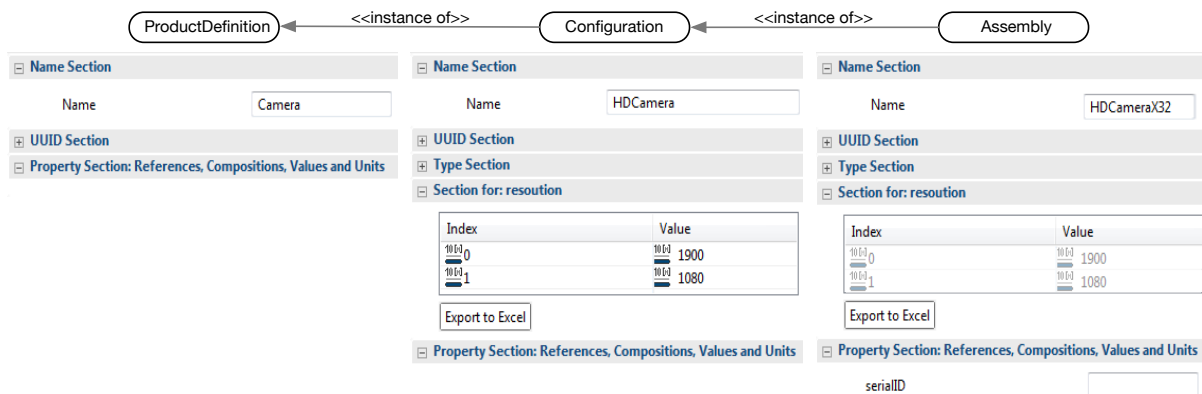 ProductDefinition <<instance of>> Configuration <<instance of>> Assembly
Name Section
Name Camera
UUID Section
Property Section: References, Compositions, Values and Units
Name Section
Name HDCamera
UUID Section
Type Section
Section for: resoution
Index Value
0 1900
1 1080
Export to Excel
Property Section: References, Compositions, Values and Units
Name Section
Name HDCameraX32
UUID Section
Type Section
Section for: resoution
Index Value
0 1900
1 1080
Export to Excel
Property Section: References, Compositions, Values and Units
serialID